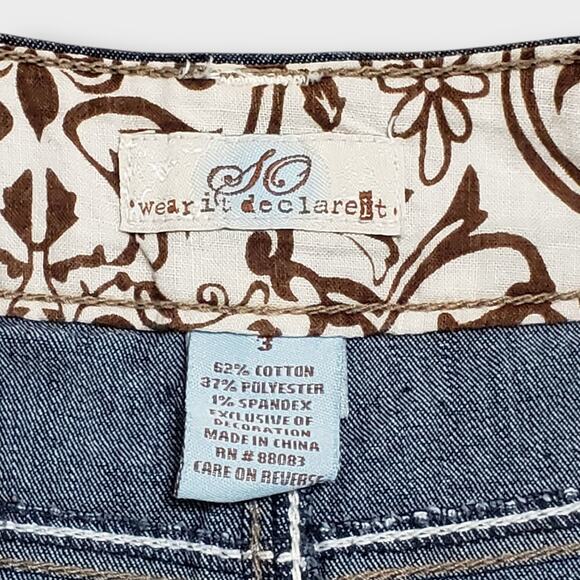 SO
wear it declare it.
3
62% COTTON
37% POLYESTER
1% SPANDEX
EXCLUSIVE OF
DECORATION
MADE IN CHINA
RN # 88083
CARE ON REVERSE